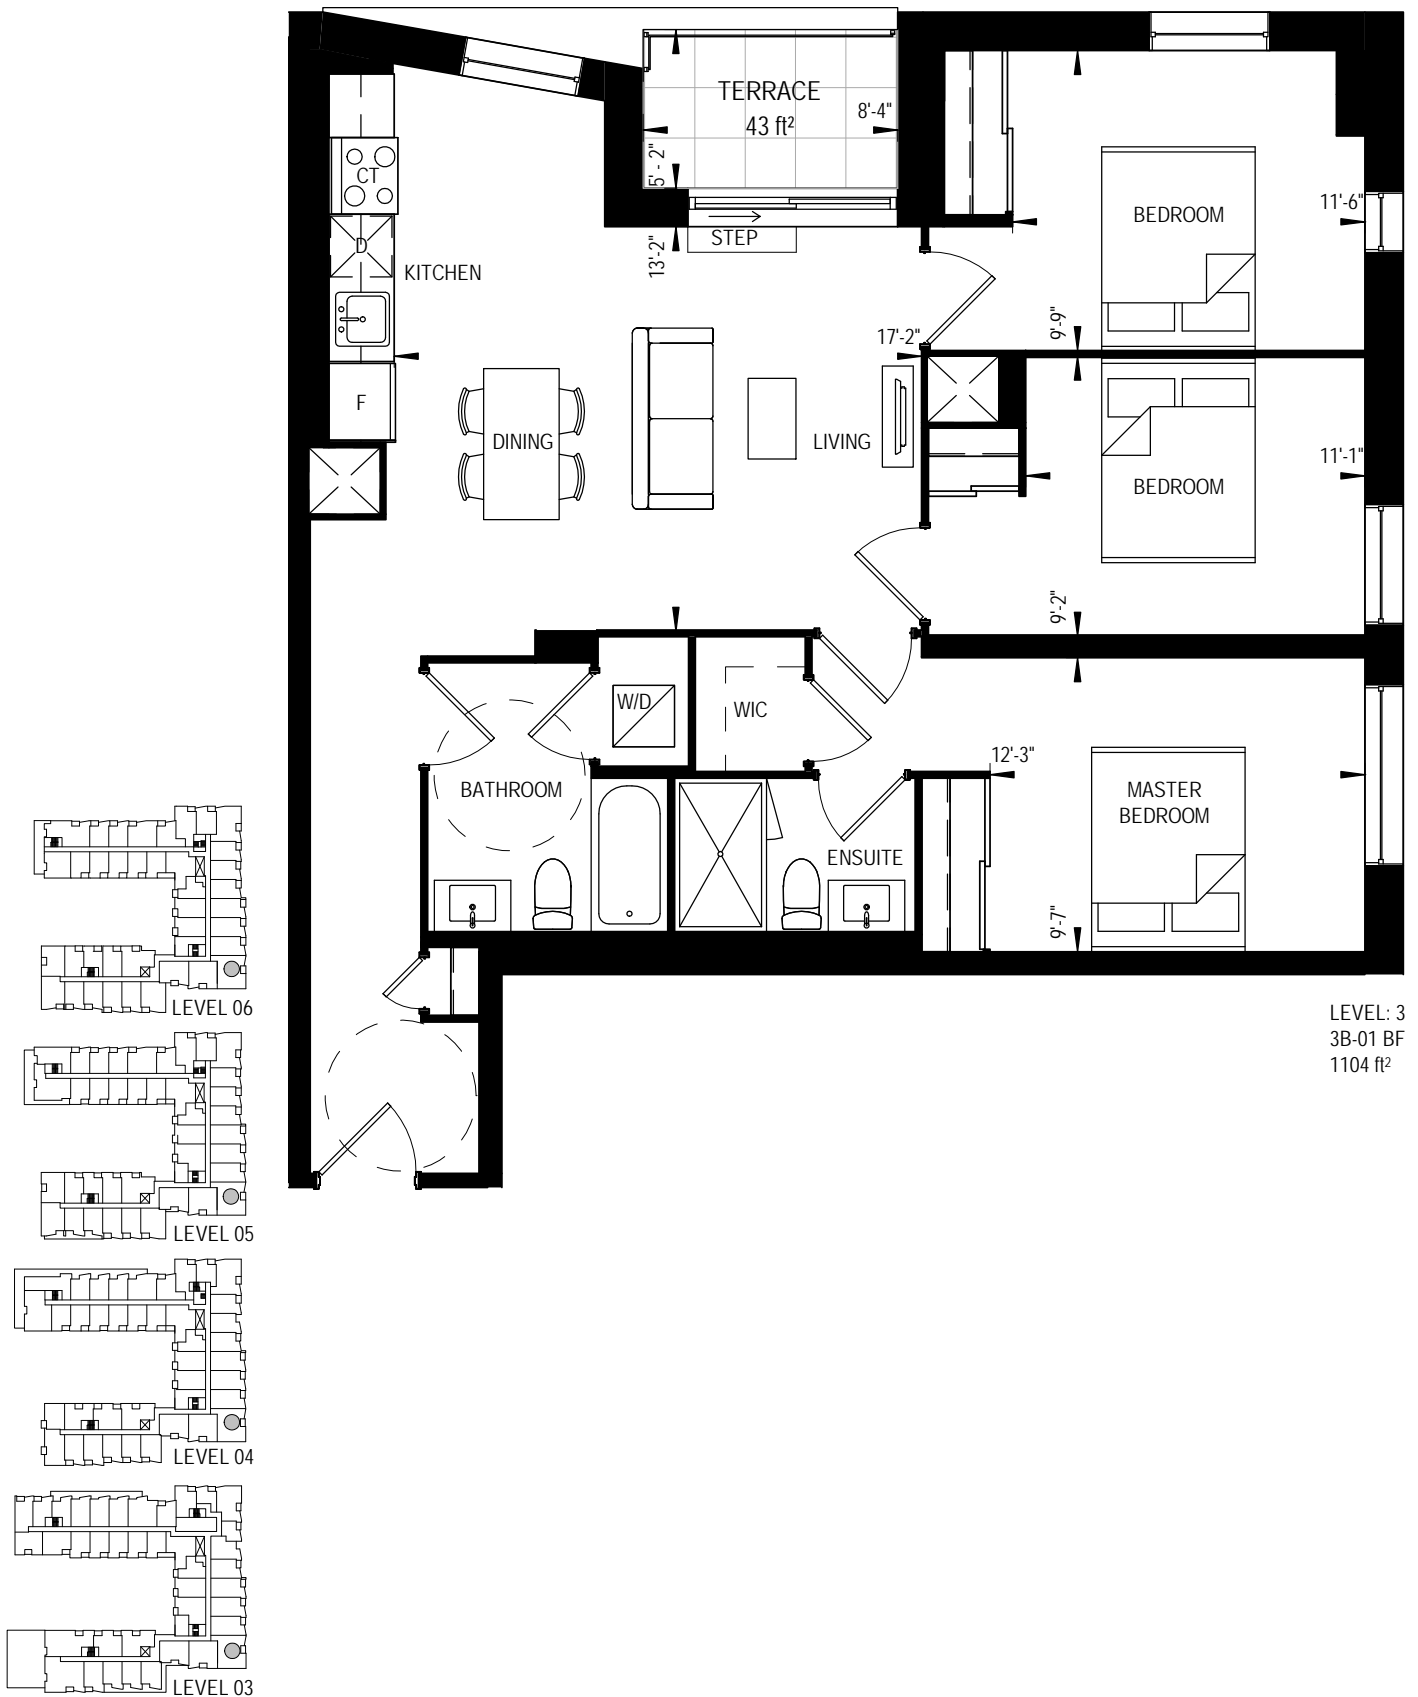 TERRACE
43 ft²
8'-4"
5' - 2"
CT
STEP
13'-2"
BEDROOM
11'-6"
D
KITCHEN
17'-2"
9'-9"
F
DINING
LIVING
11'-1"
BEDROOM
9'-2"
W/D
WIC
12'-3"
BATHROOM
MASTER
BEDROOM
ENSUITE
9'-7"
LEVEL 06
LEVEL: 3
3B-01 BF
1104 ft²
LEVEL 05
LEVEL 04
LEVEL 03